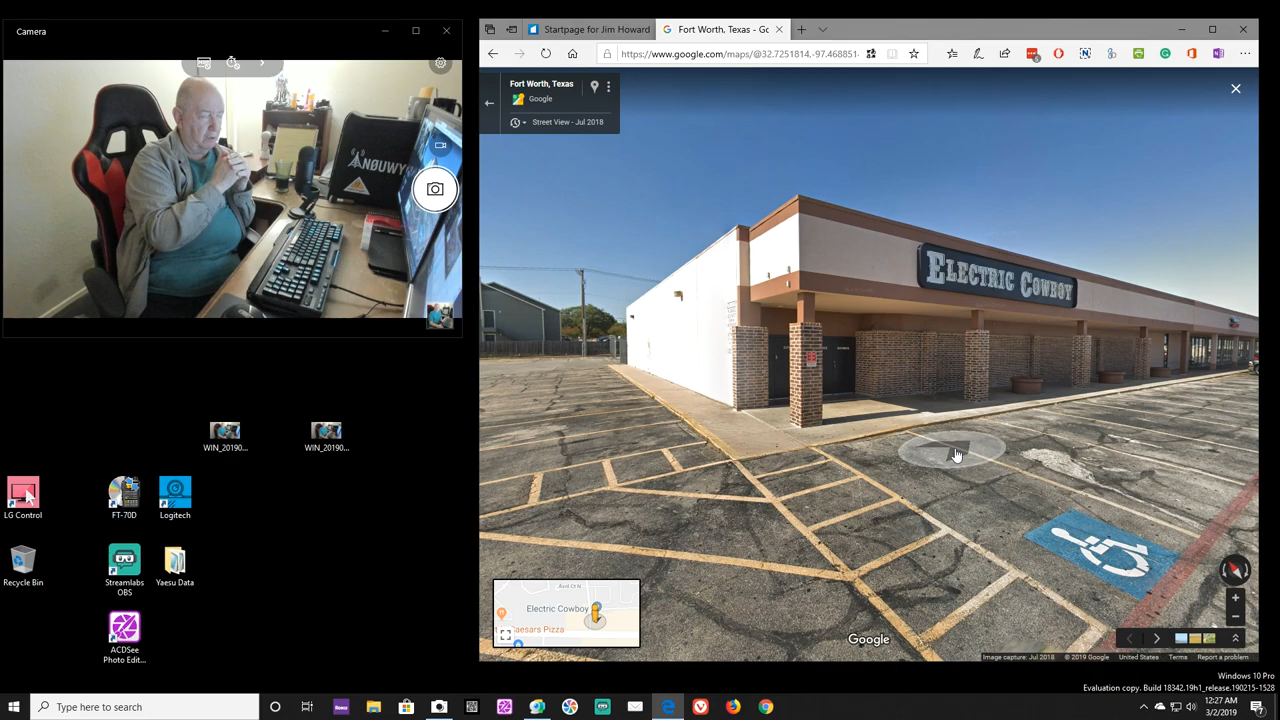 Camera
NØUWY
Startpage for Jim Howard
Fort Worth, Texas - Go
https://www.google.com/maps/@32.7251814,-97.468851
Fort Worth, Texas
Google
Street View - Jul 2018
ELECTRIC COWBOY
WIN_20190...
WIN_20190...
LG Control
FT-70D
Logitech
Recycle Bin
Streamlabs OBS
Yaesu Data
ACDSee Photo Edit...
Electric Cowboy
Caesars Pizza
Google
Image capture: Jul 2018 © 2019 Google United States Terms Report a problem
Windows 10 Pro
Evaluation copy. Build 18342.19h1_release.190215-1528
Type here to search
12:27 AM
3/2/2019